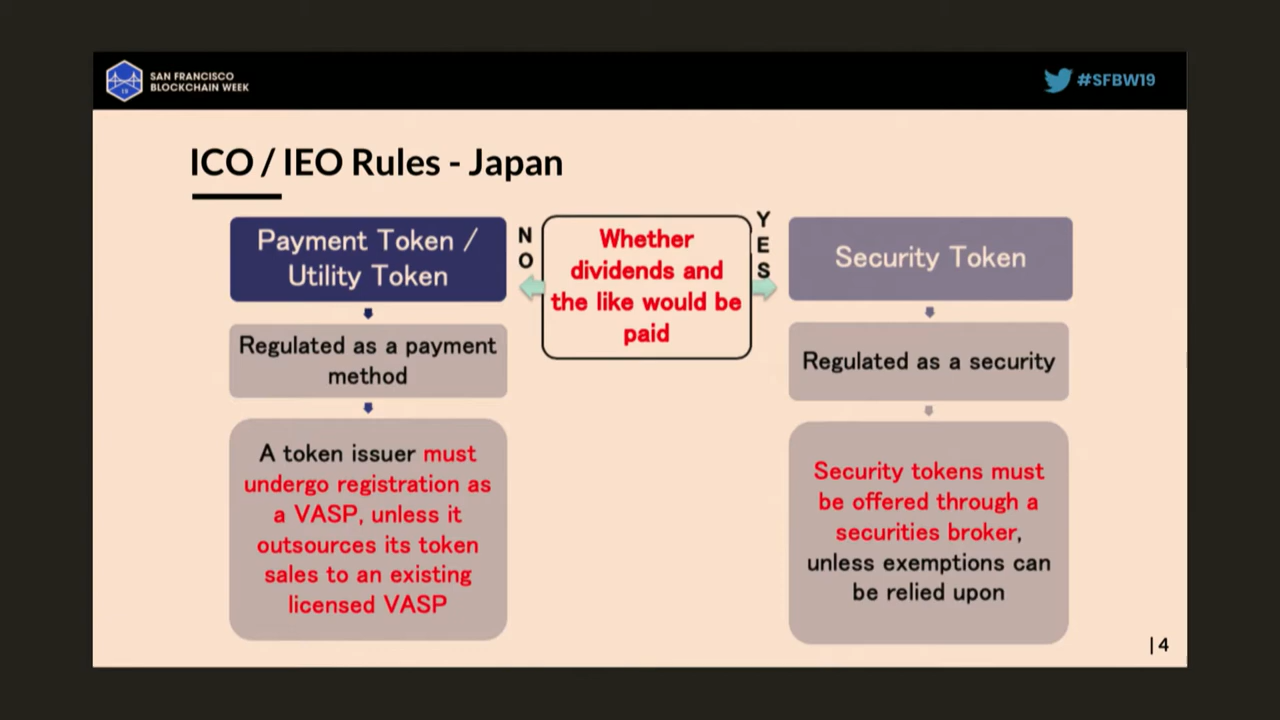 SAN FRANCISCO
BLOCKCHAIN WEEK
19
#SFBW19
ICO / IEO Rules - Japan
Payment Token /
Utility Token
Regulated as a payment
method
A token issuer must
undergo registration as
a VASP, unless it
outsources its token
sales to an existing
licensed VASP
NO
Whether
dividends and
the like would be
paid
YES
Security Token
Regulated as a security
Security tokens must
be offered through a
securities broker,
unless exemptions can
be relied upon
| 4